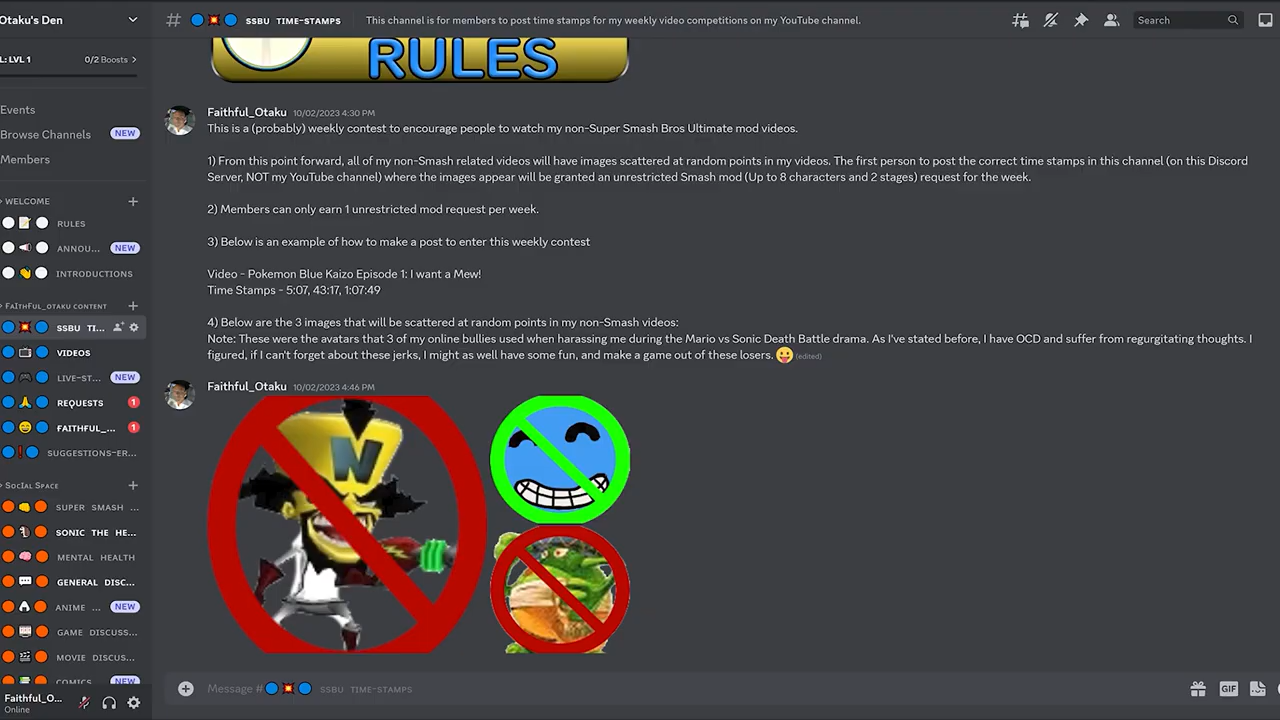 Otaku's Den
SSBU TIME-STAMPS
This channel is for members to post time stamps for my weekly video competitions on my YouTube channel.
Search
L: LVL 1
0/2 Boosts >
Events
Browse Channels
NEW
Members
WELCOME
RULES
ANNOU...
NEW
INTRODUCTIONS
FAITHFUL_OTAKU CONTENT
SSBU TI...
VIDEOS
LIVE-ST...
NEW
REQUESTS
1
FAITHFUL_...
1
SUGGESTIONS-ER...
SOCIAL SPACE
SUPER SMASH ...
SONIC THE HE...
MENTAL HEALTH
GENERAL DISC...
ANIME ...
NEW
GAME DISCUSS...
MOVIE DISCUS...
COMICS
NEW
Faithful_O...
Online
RULES
Faithful_Otaku 10/02/2023 4:30 PM
This is a (probably) weekly contest to encourage people to watch my non-Super Smash Bros Ultimate mod videos.
1) From this point forward, all of my non-Smash related videos will have images scattered at random points in my videos. The first person to post the correct time stamps in this channel (on this Discord
Server, NOT my YouTube channel) where the images appear will be granted an unrestricted Smash mod (Up to 8 characters and 2 stages) request for the week.
2) Members can only earn 1 unrestricted mod request per week.
3) Below is an example of how to make a post to enter this weekly contest
Video - Pokemon Blue Kaizo Episode 1: I want a Mew!
Time Stamps - 5:07, 43:17, 1:07:49
4) Below are the 3 images that will be scattered at random points in my non-Smash videos:
Note: These were the avatars that 3 of my online bullies used when harassing me during the Mario vs Sonic Death Battle drama. As I've stated before, I have OCD and suffer from regurgitating thoughts. I
figured, if I can't forget about these jerks, I might as well have some fun, and make a game out of these losers. (edited)
Faithful_Otaku 10/02/2023 4:46 PM
N
Message # SSBU TIME-STAMPS
GIF